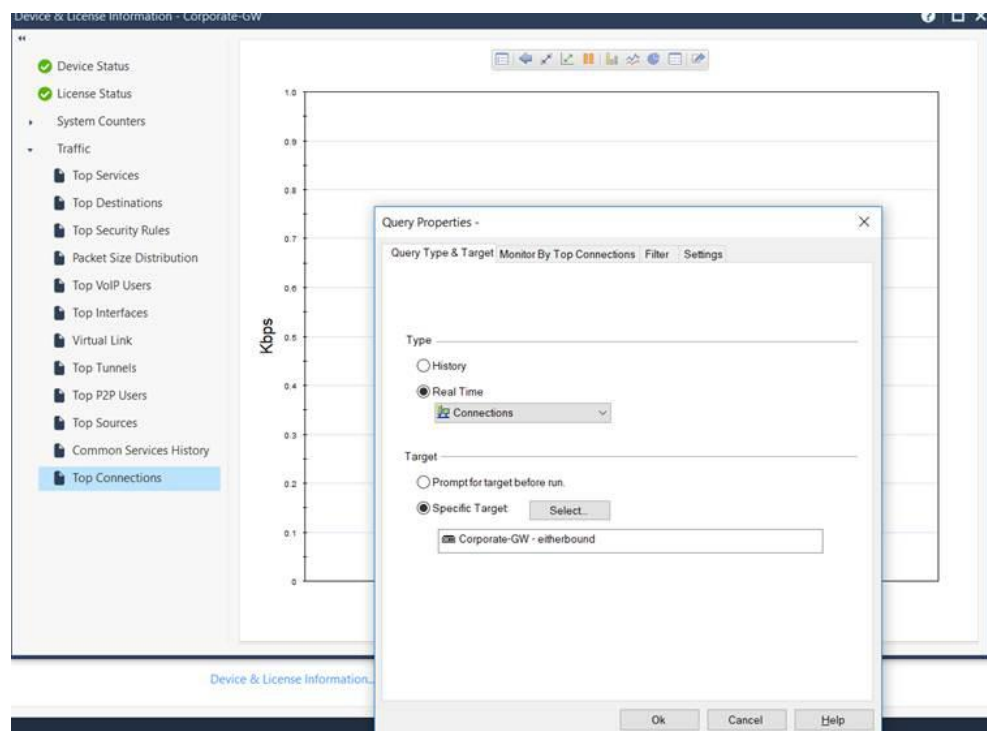 Device & License Information - Corporate-GW
Device Status
License Status
System Counters
Traffic
Top Services
Top Destinations
Top Security Rules
Packet Size Distribution
Top VoIP Users
Top Interfaces
Virtual Link
Top Tunnels
Top P2P Users
Top Sources
Common Services History
Top Connections
1.0
0.9
0.8
0.7
0.6
0.5
0.4
0.3
0.2
0.1
0
Kbps
Query Properties -
Query Type & Target Monitor By Top Connections Filter Settings
Type
History
Real Time
Connections
Target
Prompt for target before run.
Specific Target Select...
Corporate-GW - eitherbound
Ok Cancel Help
Device & License Information...